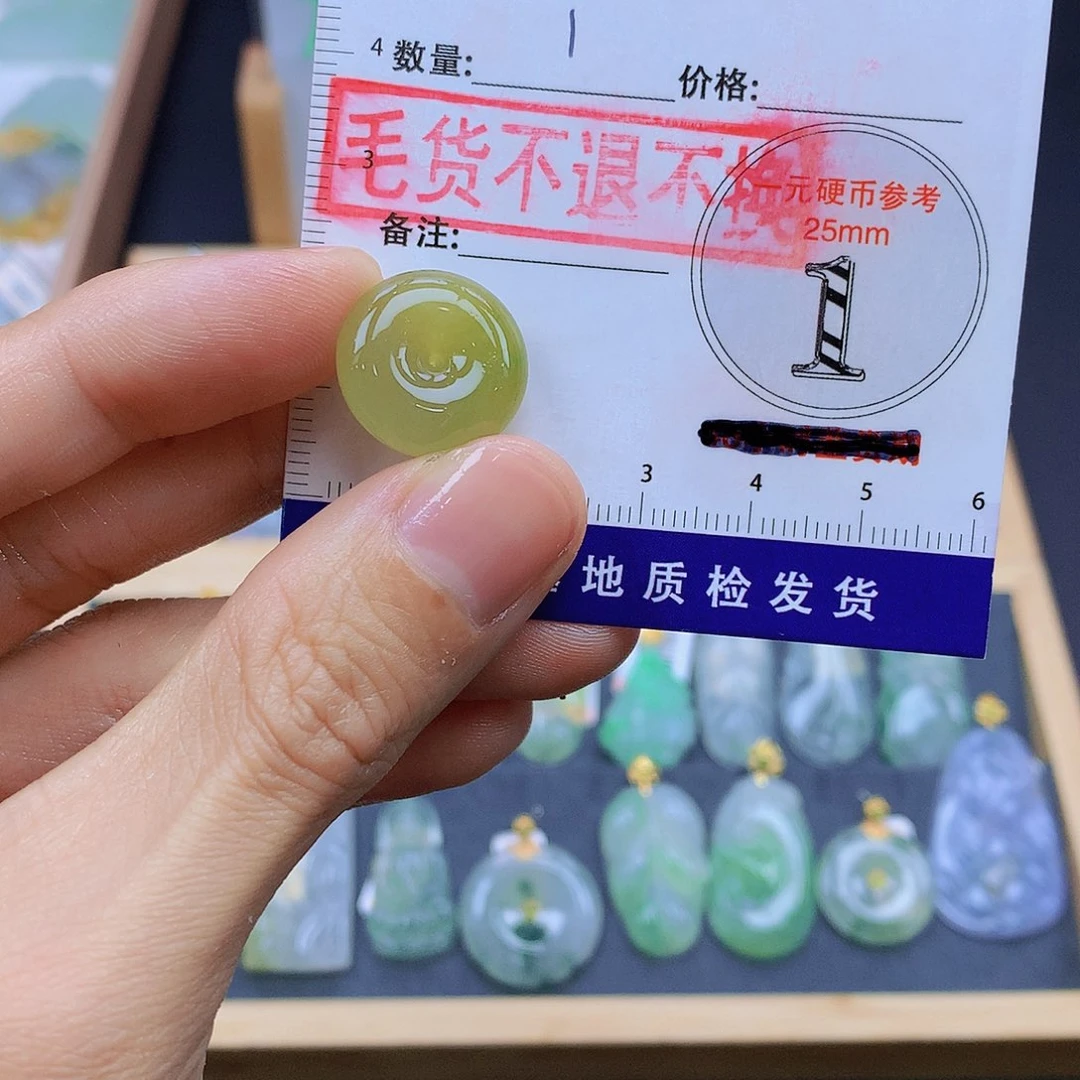 4 数量: 1
价格:
3
毛货不退不换
一元硬币参考
25mm
备注:
1
3 4 5 6
地质检发货